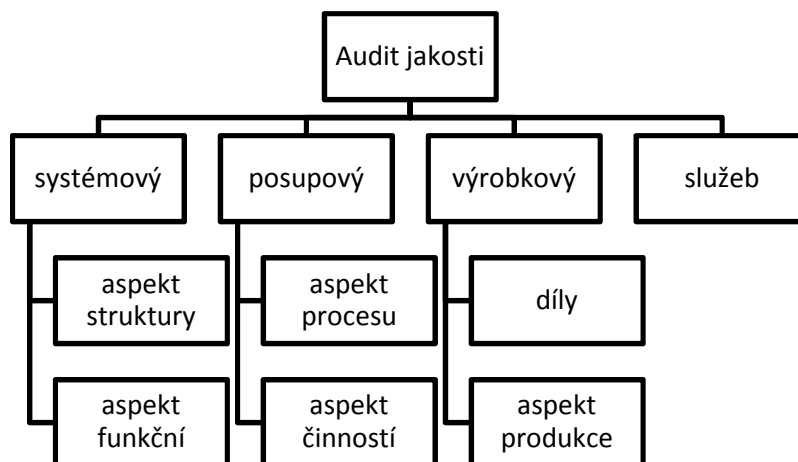 Audit jakosti
systémový
posupový
výrobkový
služeb
aspekt
struktury
aspekt
procesu
díly
aspekt
funkční
aspekt
činností
aspekt
produkce